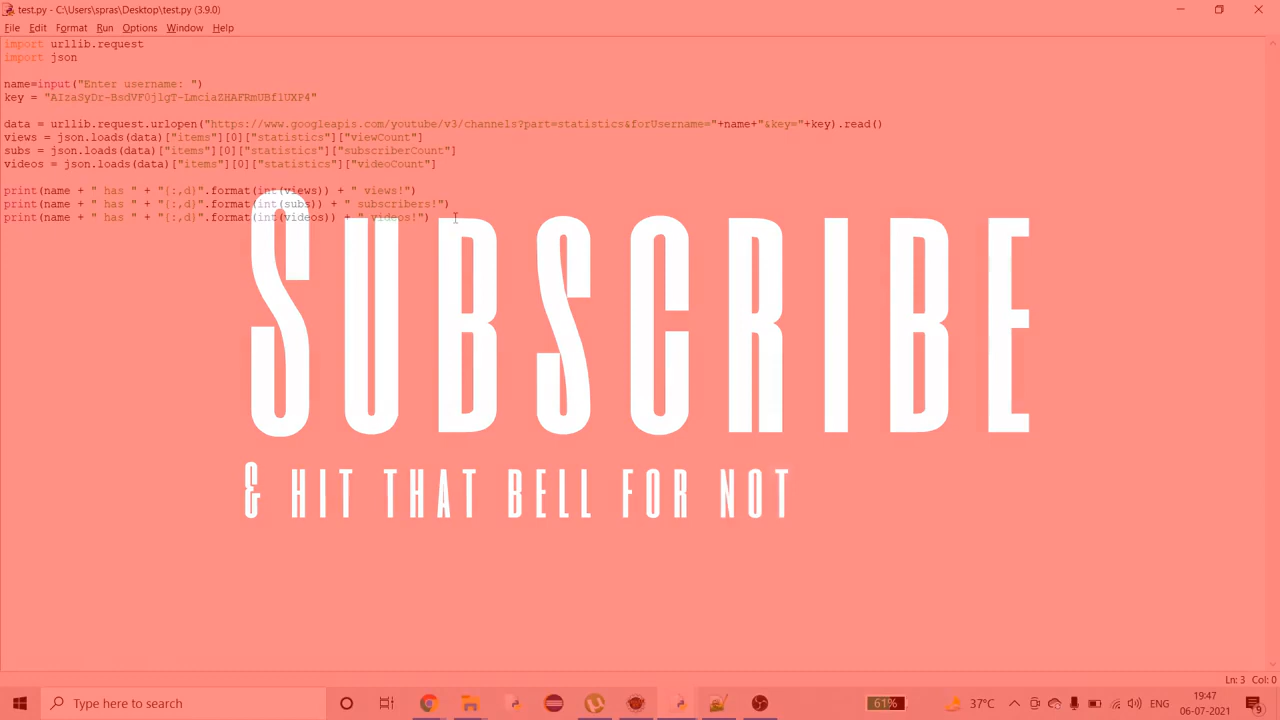 test.py - C:\Users\spras\Desktop\test.py (3.9.0)
File Edit Format Run Options Window Help
import urllib.request
import json
name=input("Enter username: ")
key = "AIzaSyDr-BsdVF0jlgT-LmciaZHAFRmUBf1UXP4"
data = urllib.request.urlopen("https://www.googleapis.com/youtube/v3/channels?part=statistics&forUsername="+name+"&key="+key).read()
views = json.loads(data)["items"][0]["statistics"]["viewCount"]
subs = json.loads(data)["items"][0]["statistics"]["subscriberCount"]
videos = json.loads(data)["items"][0]["statistics"]["videoCount"]
print(name + " has " + "{:,d}".format(int(views)) + " views!")
print(name + " has " + "{:,d}".format(int(subs)) + " subscribers!")
print(name + " has " + "{:,d}".format(int(videos)) + " videos!")
SUBSCRIBE
& HIT THAT BELL FOR NOT
Ln: 3 Col: 0
Type here to search
61%
37°C
ENG
19:47
06-07-2021
9